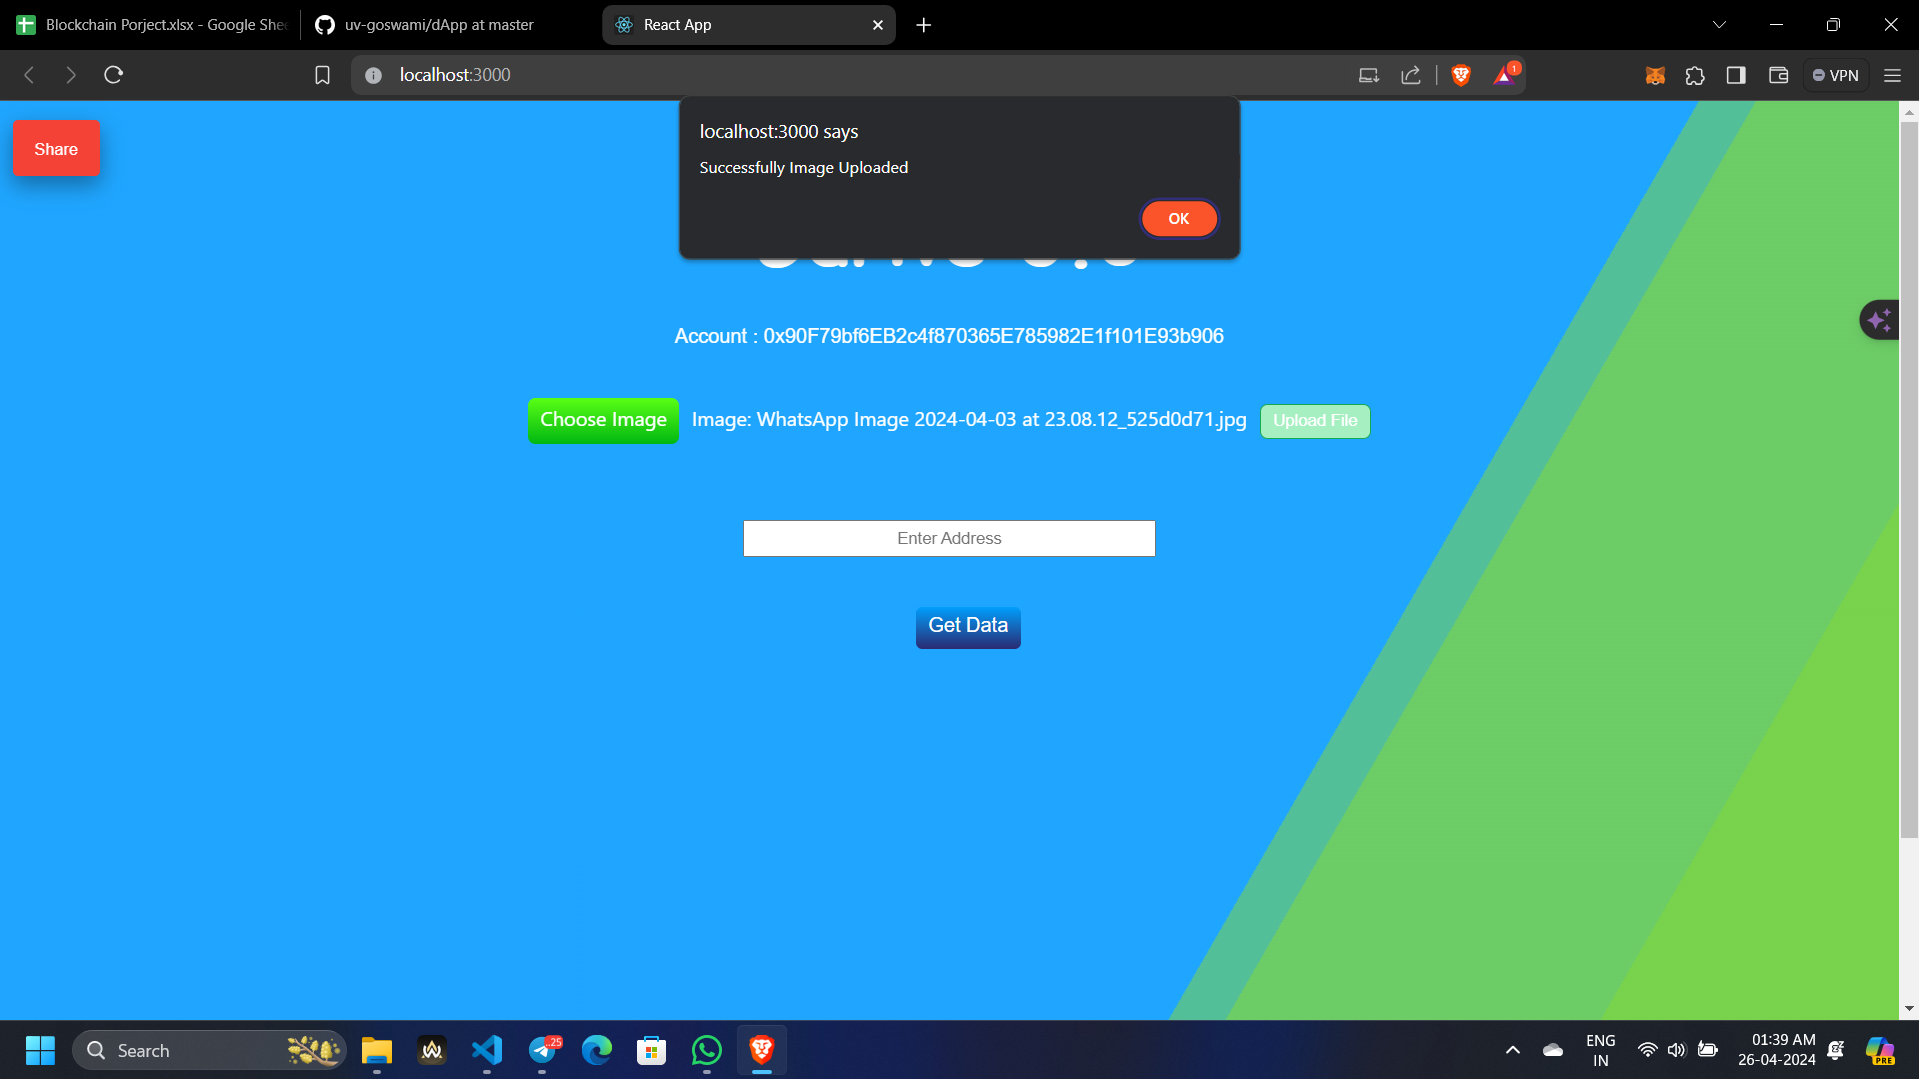 Blockchain Porject.xlsx - Google She
uv-goswami/dApp at master
React App
localhost:3000
1
VPN
Share
localhost:3000 says
Successfully Image Uploaded
OK
Account : 0x90F79bf6EB2c4f870365E785982E1f101E93b906
Choose Image
Image: WhatsApp Image 2024-04-03 at 23.08.12_525d0d71.jpg
Upload File
Enter Address
Get Data
Search
..25
ENG
IN
01:39 AM
26-04-2024
PRE